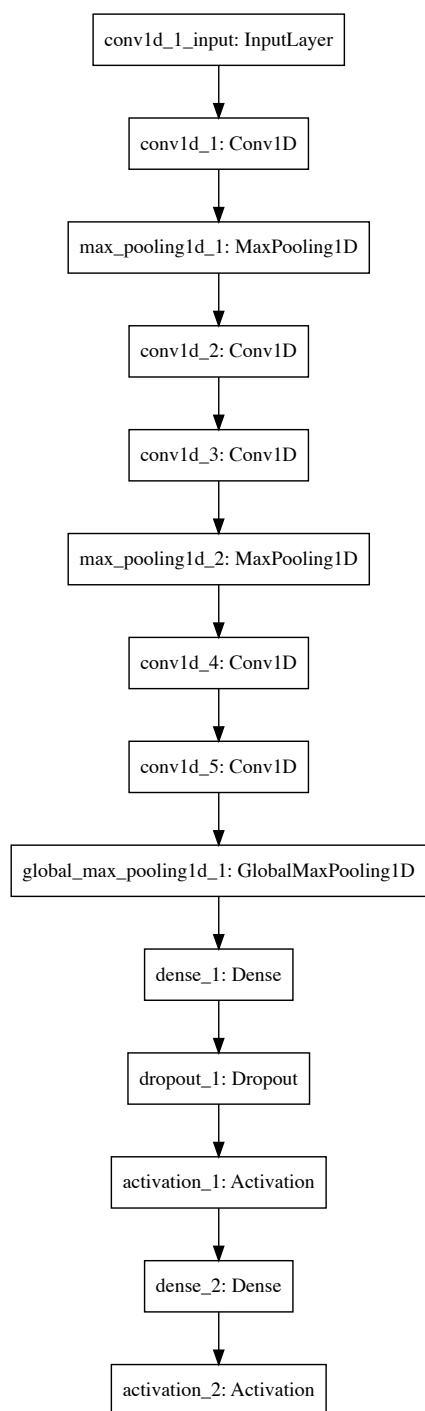 conv1d_1_input: InputLayer
conv1d_1: Conv1D
max_pooling1d_1: MaxPooling1D
conv1d_2: Conv1D
conv1d_3: Conv1D
max_pooling1d_2: MaxPooling1D
conv1d_4: Conv1D
conv1d_5: Conv1D
global_max_pooling1d_1: GlobalMaxPooling1D
dense_1: Dense
dropout_1: Dropout
activation_1: Activation
dense_2: Dense
activation_2: Activation